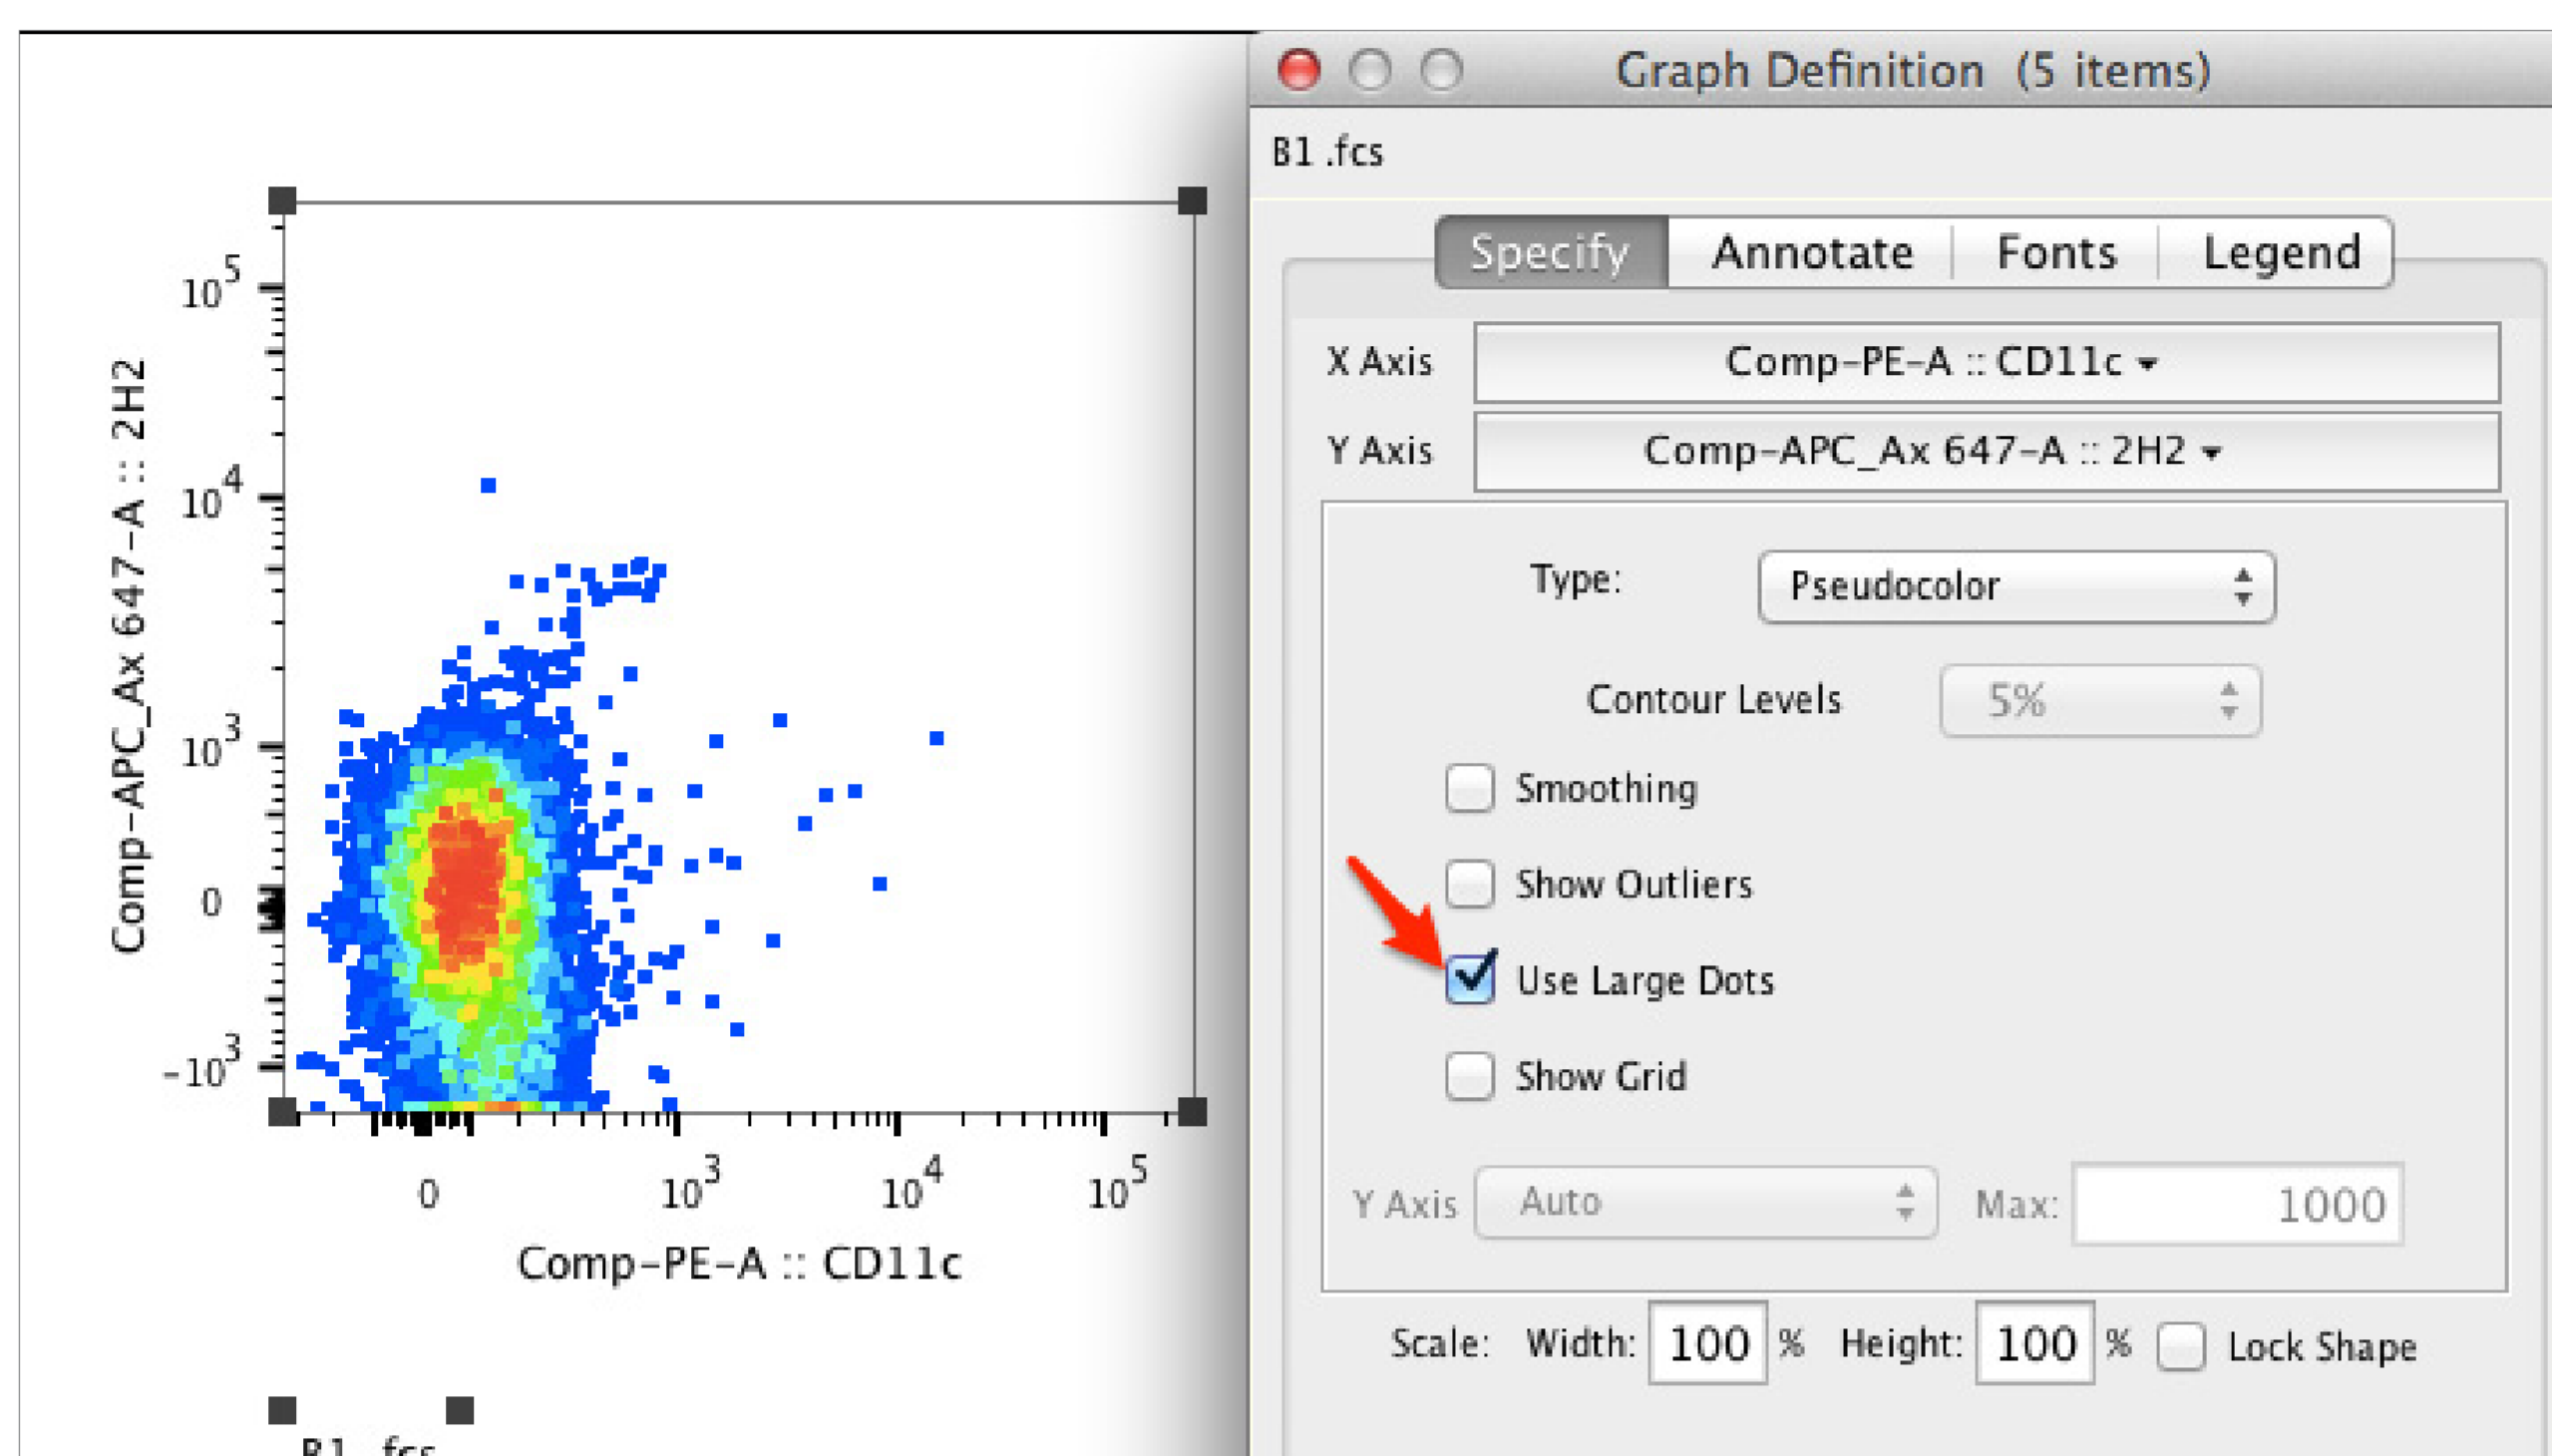 Graph Definition (5 items)
B1 .fcs
Specify Annotate Fonts Legend
X Axis Comp-PE-A :: CD11c
Y Axis Comp-APC_Ax 647-A :: 2H2
Type: Pseudocolor
Contour Levels 5%
Smoothing
Show Outliers
Use Large Dots
Show Grid
Y Axis Auto Max: 1000
Scale: Width: 100 % Height: 100 % Lock Shape
Comp-APC_Ax 647-A :: 2H2
10^5
10^4
10^3
0
-10^3
0 10^3 10^4 10^5
Comp-PE-A :: CD11c
B1 .fcs